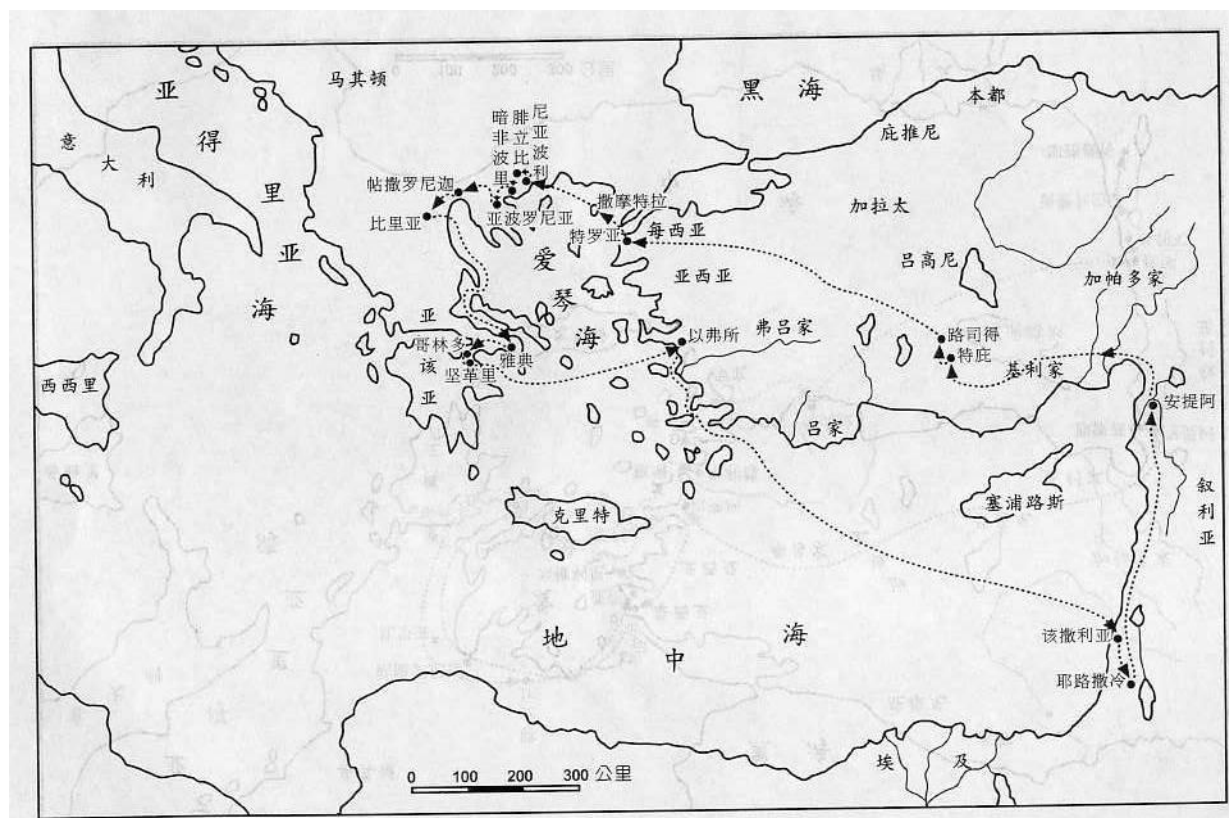 马其顿
黑海
本都
庇推尼
亚得里亚海
意大利
暗非波里
腓立比
尼亚波利
帖撒罗尼迦
比里亚
亚波罗尼亚
撒摩特拉
特罗亚
每西亚
加拉太
吕高尼
加帕多家
爱琴海
亚西亚
弗吕家
以弗所
路司得
特庇
基利家
安提阿
亚该亚
哥林多
雅典
坚革里
西西里
吕家
克里特
塞浦路斯
叙利亚
地中海
该撒利亚
耶路撒冷
埃及
0 100 200 300 公里